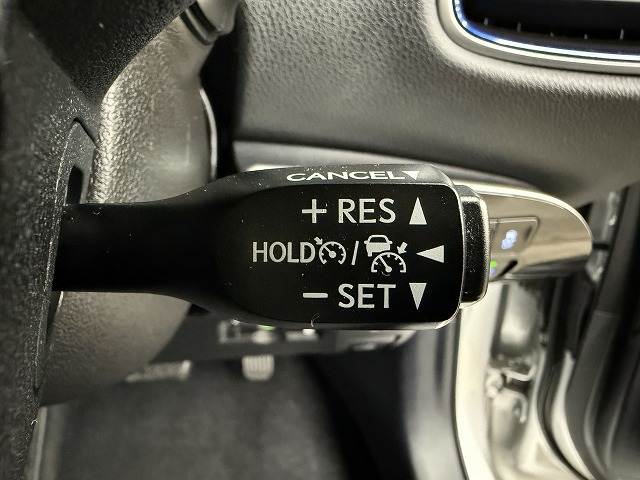 CANCEL▼
+ RES ▲
HOLD / ◄
− SET ▼